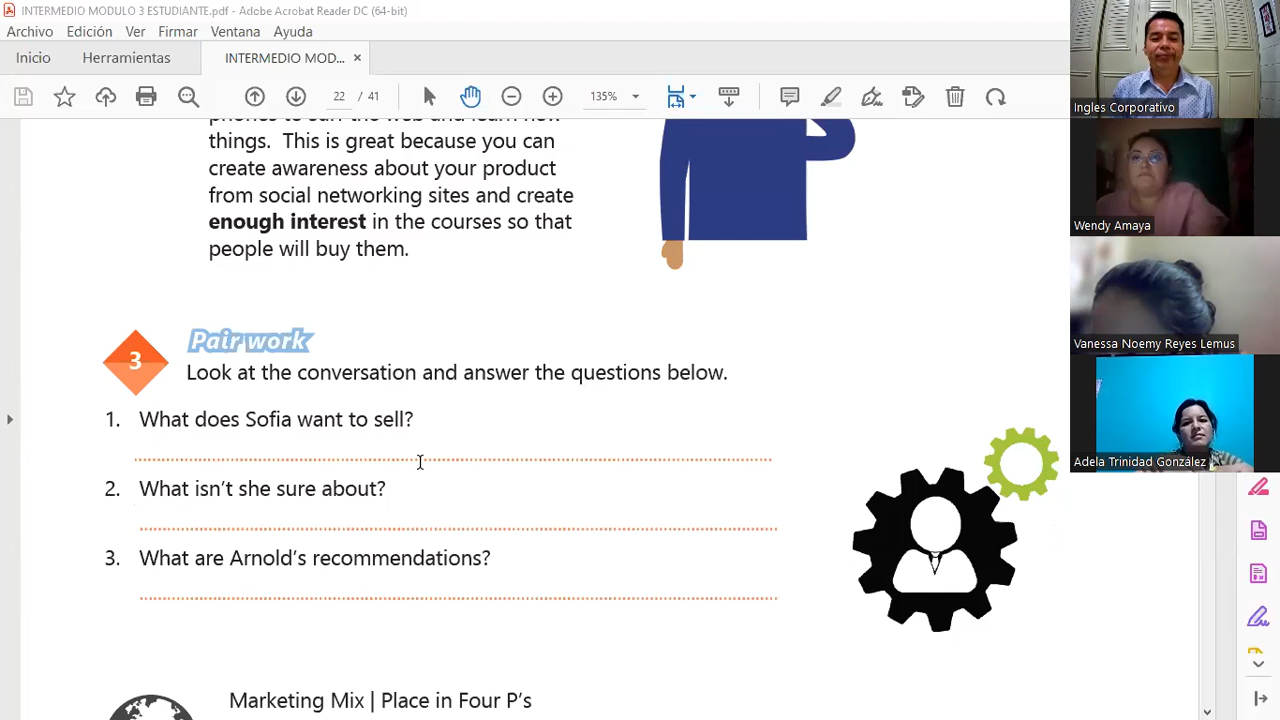 INTERMEDIO MODULO 3 ESTUDIANTE.pdf - Adobe Acrobat Reader DC (64-bit)
Archivo Edición Ver Firmar Ventana Ayuda
Inicio Herramientas INTERMEDIO MOD... ×
22 / 41 135%
things. This is great because you can
create awareness about your product
from social networking sites and create
enough interest in the courses so that
people will buy them.
3 Pair work
Look at the conversation and answer the questions below.
1. What does Sofia want to sell?
2. What isn't she sure about?
3. What are Arnold's recommendations?
Marketing Mix | Place in Four P's
Ingles Corporativo
Wendy Amaya
Vanessa Noemy Reyes Lemus
Adela Trinidad González